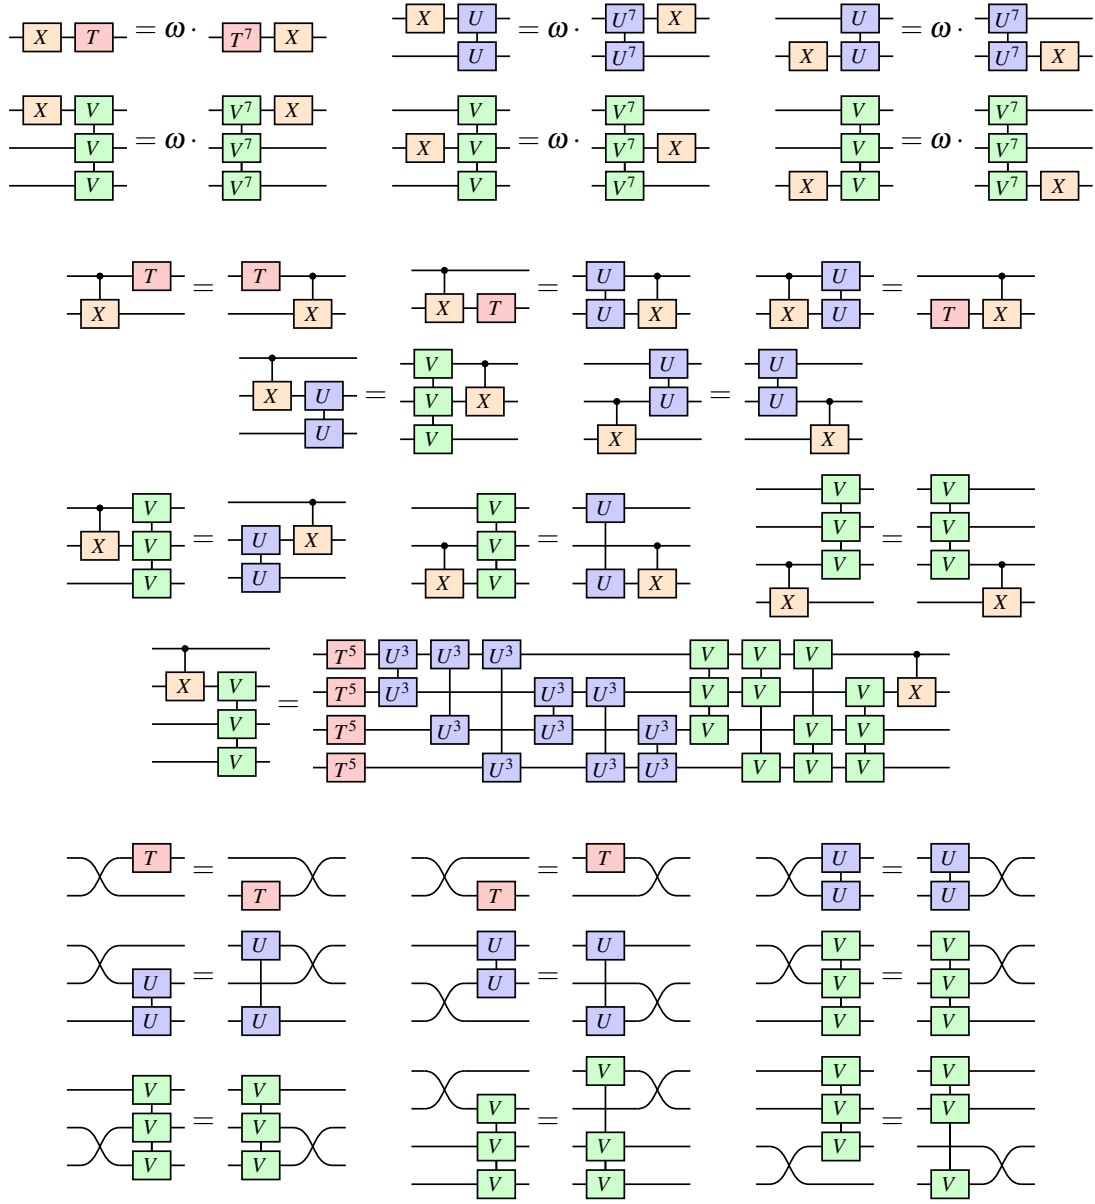 X T = ω · T⁷ X
X U U = ω · U⁷ U⁷ X
U X U = ω · U⁷ U⁷ X
X V V V = ω · V⁷ X V⁷ V⁷
V X V V = ω · V⁷ V⁷ X V⁷
V V X V = ω · V⁷ V⁷ V⁷ X
T X = T X
X T = U U X
U X U = T X
X U U = V V X V
U U X = U U X
V X V V = U X U
V V X V = U U X
V V V X = V V V X
X V V V = T⁵ U³ U³ U³ V V V
T⁵ U³ U³ U³ V V V X
T⁵ U³ U³ U³ V V V
T⁵ U³ U³ U³ V V V
T = T
T = T
U U = U U
U U = U U
U U = U U
V V V = V V V
V V V = V V V
V V V = V V V
V V V = V V V